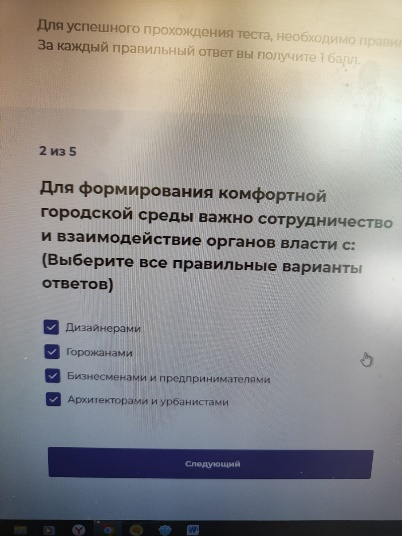 Для успешного прохождения теста, необходимо
За каждый правильный ответ вы получите 1 балл.
2 из 5
Для формирования комфортной
городской среды важно сотрудничество
и взаимодействие органов власти с:
(Выберите все правильные варианты
ответов)
Дизайнерами
Горожанами
Бизнесменами и предпринимателями
Архитекторами и урбанистами
Следующий